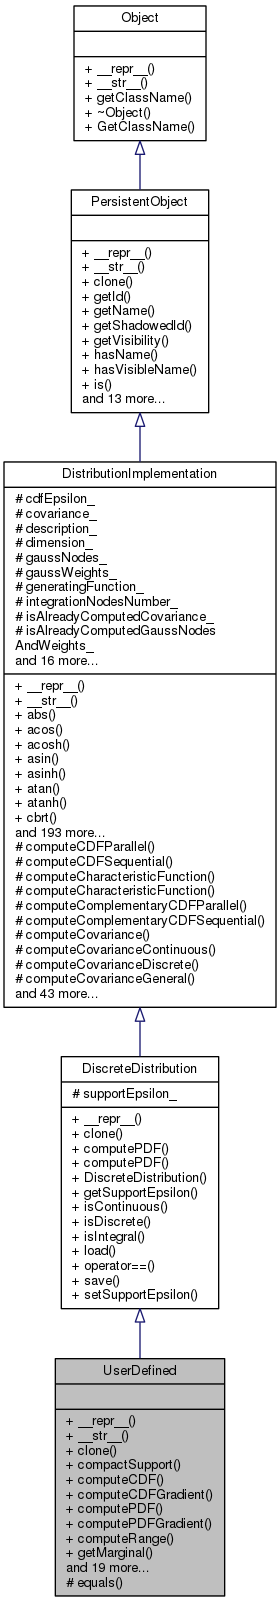 Object
+ __repr__()
+ __str__()
+ getClassName()
+ ~Object()
+ GetClassName()
PersistentObject
+ __repr__()
+ __str__()
+ clone()
+ getId()
+ getName()
+ getShadowedId()
+ getVisibility()
+ hasName()
+ hasVisibleName()
+ is()
and 13 more...
DistributionImplementation
# cdfEpsilon_
# covariance_
# description_
# dimension_
# gaussNodes_
# gaussWeights_
# generatingFunction_
# integrationNodesNumber_
# isAlreadyComputedCovariance_
# isAlreadyComputedGaussNodes
AndWeights_
and 16 more...
+ __repr__()
+ __str__()
+ abs()
+ acos()
+ acosh()
+ asin()
+ asinh()
+ atan()
+ atanh()
+ cbrt()
and 193 more...
# computeCDFParallel()
# computeCDFSequential()
# computeCharacteristicFunction()
# computeCharacteristicFunction()
# computeComplementaryCDFParallel()
# computeComplementaryCDFSequential()
# computeCovariance()
# computeCovarianceContinuous()
# computeCovarianceDiscrete()
# computeCovarianceGeneral()
and 43 more...
DiscreteDistribution
# supportEpsilon_
+ __repr__()
+ clone()
+ computePDF()
+ computePDF()
+ DiscreteDistribution()
+ getSupportEpsilon()
+ isContinuous()
+ isDiscrete()
+ isIntegral()
+ load()
+ operator==()
+ save()
+ setSupportEpsilon()
UserDefined
+ __repr__()
+ __str__()
+ clone()
+ compactSupport()
+ computeCDF()
+ computeCDFGradient()
+ computePDF()
+ computePDFGradient()
+ computeRange()
+ getMarginal()
and 19 more...
# equals()